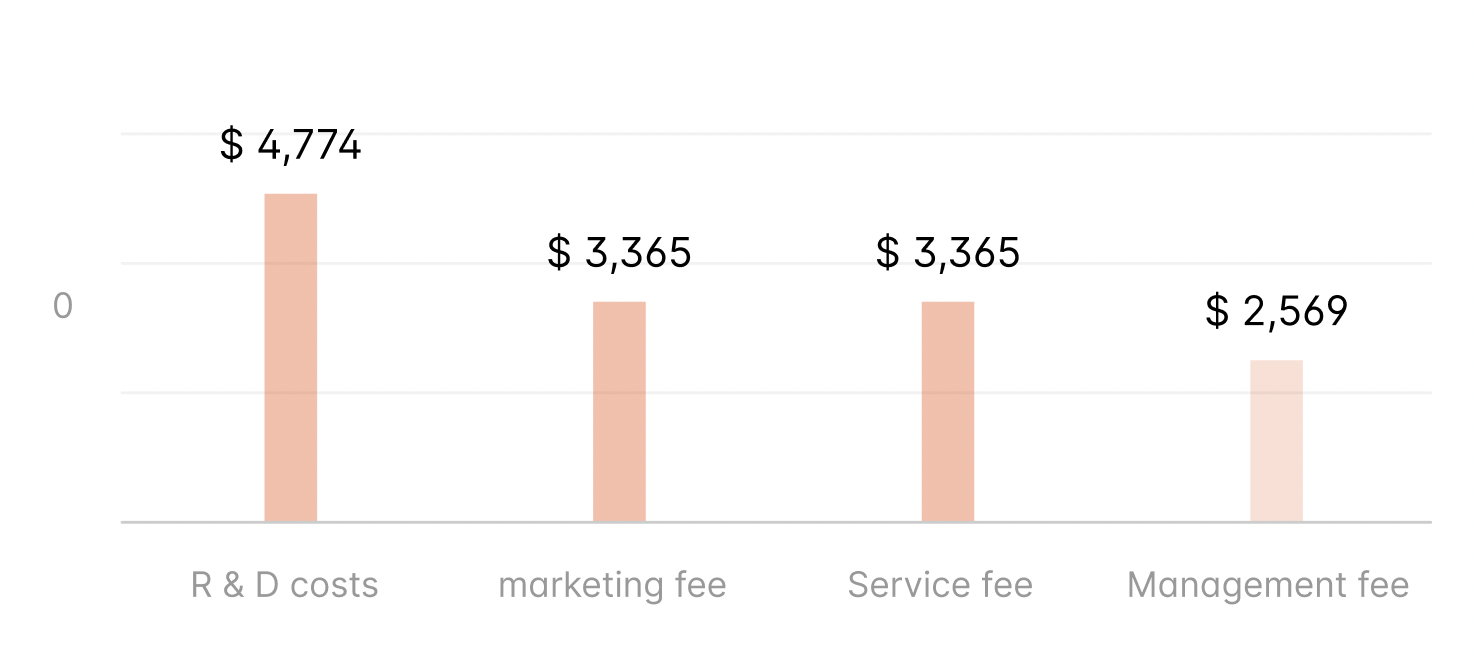 $ 4,774
$ 3,365
$ 3,365
$ 2,569
0
R & D costs
marketing fee
Service fee
Management fee